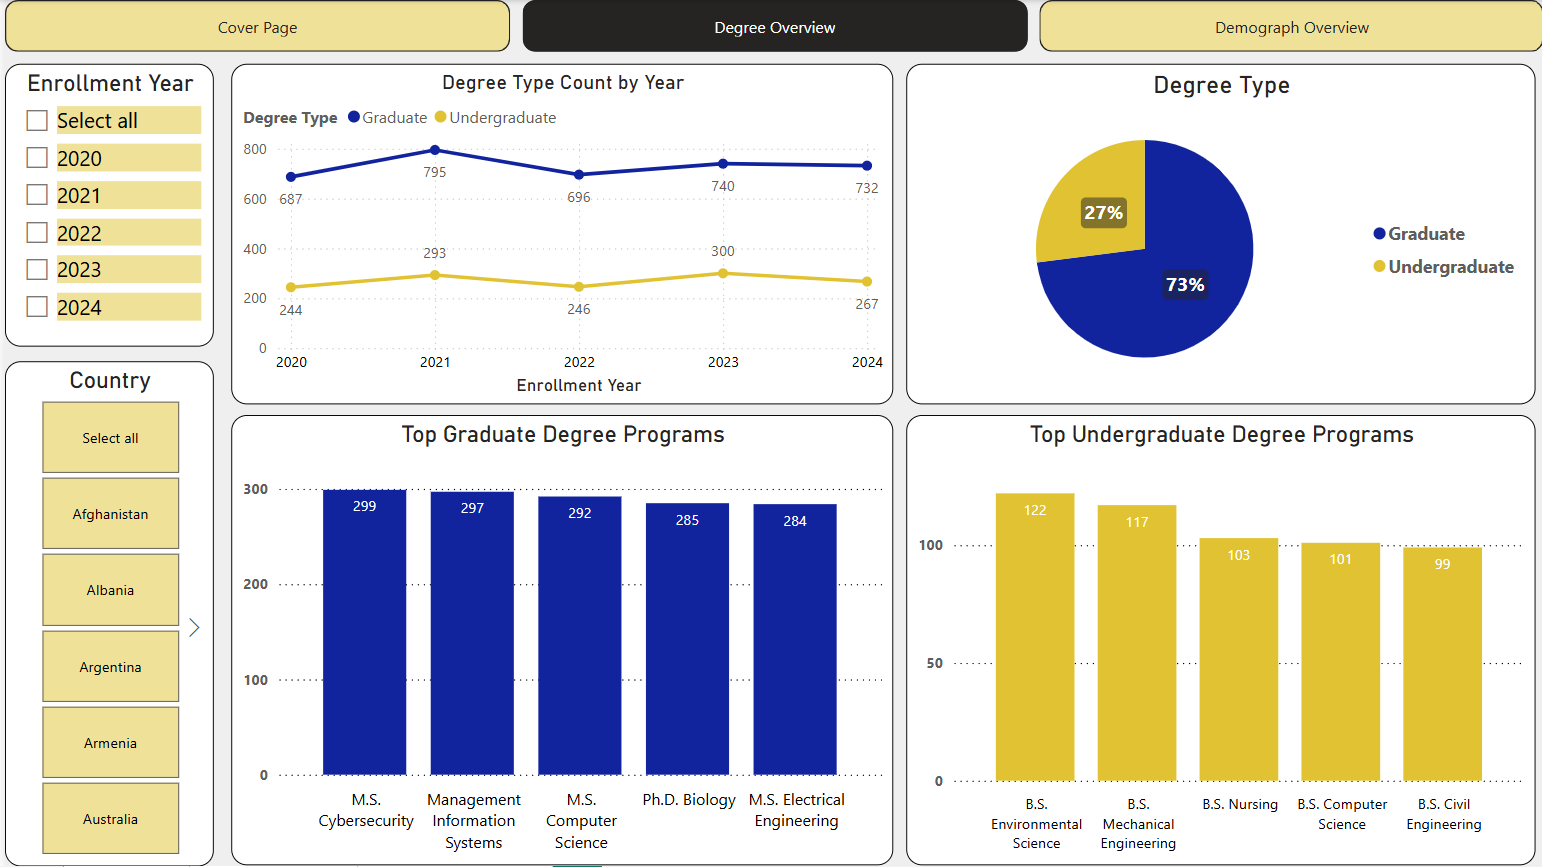 Cover Page
Degree Overview
Demograph Overview
Enrollment Year
Select all
2020
2021
2022
2023
2024
Country
Select all
Afghanistan
Albania
Argentina
Armenia
Australia
Degree Type Count by Year
Degree Type Graduate Undergraduate
800
600
400
200
0
687
795
696
740
732
244
293
246
300
267
2020 2021 2022 2023 2024
Enrollment Year
Degree Type
27%
73%
Graduate
Undergraduate
Top Graduate Degree Programs
300
200
100
0
299
297
292
285
284
M.S.
Cybersecurity
Management
Information
Systems
M.S.
Computer
Science
Ph.D. Biology
M.S. Electrical
Engineering
Top Undergraduate Degree Programs
100
50
0
122
117
103
101
99
B.S.
Environmental
Science
B.S.
Mechanical
Engineering
B.S. Nursing
B.S. Computer
Science
B.S. Civil
Engineering